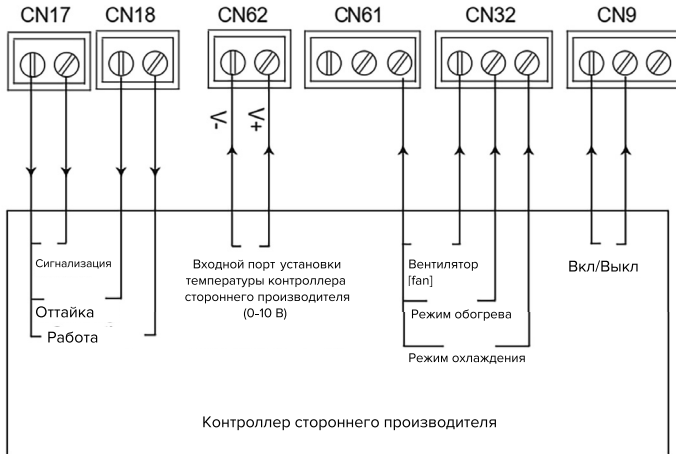 CN17 CN18 CN62 CN61 CN32 CN9
V- V+
Сигнализация
Оттайка
Работа
Входной порт установки
температуры контроллера
стороннего производителя
(0-10 В)
Вентилятор
[fan]
Режим обогрева
Режим охлаждения
Вкл/Выкл
Контроллер стороннего производителя